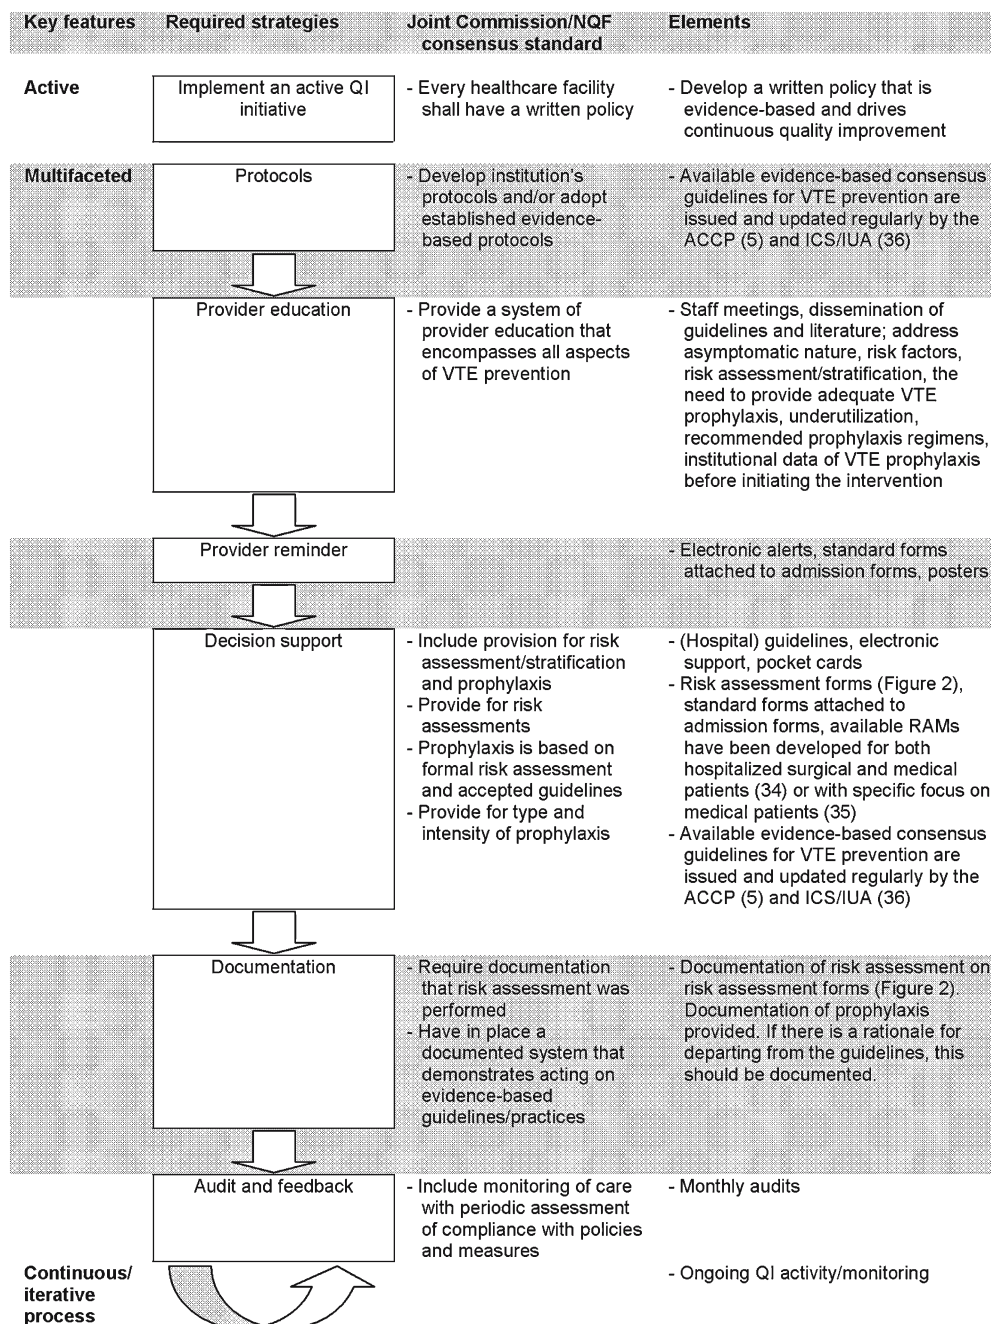 Key features
Required strategies
Joint Commission/NQF
consensus standard
Elements
Active
Implement an active QI
initiative
- Every healthcare facility
shall have a written policy
- Develop a written policy that is
evidence-based and drives
continuous quality improvement
Multifaceted
Protocols
- Develop institution's
protocols and/or adopt
established evidence-
based protocols
- Available evidence-based consensus
guidelines for VTE prevention are
issued and updated regularly by the
ACCP (5) and ICS/IUA (36)
Provider education
- Provide a system of
provider education that
encompasses all aspects
of VTE prevention
- Staff meetings, dissemination of
guidelines and literature; address
asymptomatic nature, risk factors,
risk assessment/stratification, the
need to provide adequate VTE
prophylaxis, underutilization,
recommended prophylaxis regimens,
institutional data of VTE prophylaxis
before initiating the intervention
Provider reminder
- Electronic alerts, standard forms
attached to admission forms, posters
Decision support
- Include provision for risk
assessment/stratification
and prophylaxis
- Provide for risk
assessments
- Prophylaxis is based on
formal risk assessment
and accepted guidelines
- Provide for type and
intensity of prophylaxis
- (Hospital) guidelines, electronic
support, pocket cards
- Risk assessment forms (Figure 2),
standard forms attached to
admission forms, available RAMs
have been developed for both
hospitalized surgical and medical
patients (34) or with specific focus on
medical patients (35)
- Available evidence-based consensus
guidelines for VTE prevention are
issued and updated regularly by the
ACCP (5) and ICS/IUA (36)
Documentation
- Require documentation
that risk assessment was
performed
- Have in place a
documented system that
demonstrates acting on
evidence-based
guidelines/practices
- Documentation of risk assessment on
risk assessment forms (Figure 2).
Documentation of prophylaxis
provided. If there is a rationale for
departing from the guidelines, this
should be documented.
Audit and feedback
- Include monitoring of care
with periodic assessment
of compliance with policies
and measures
- Monthly audits
Continuous/
iterative
process
- Ongoing QI activity/monitoring